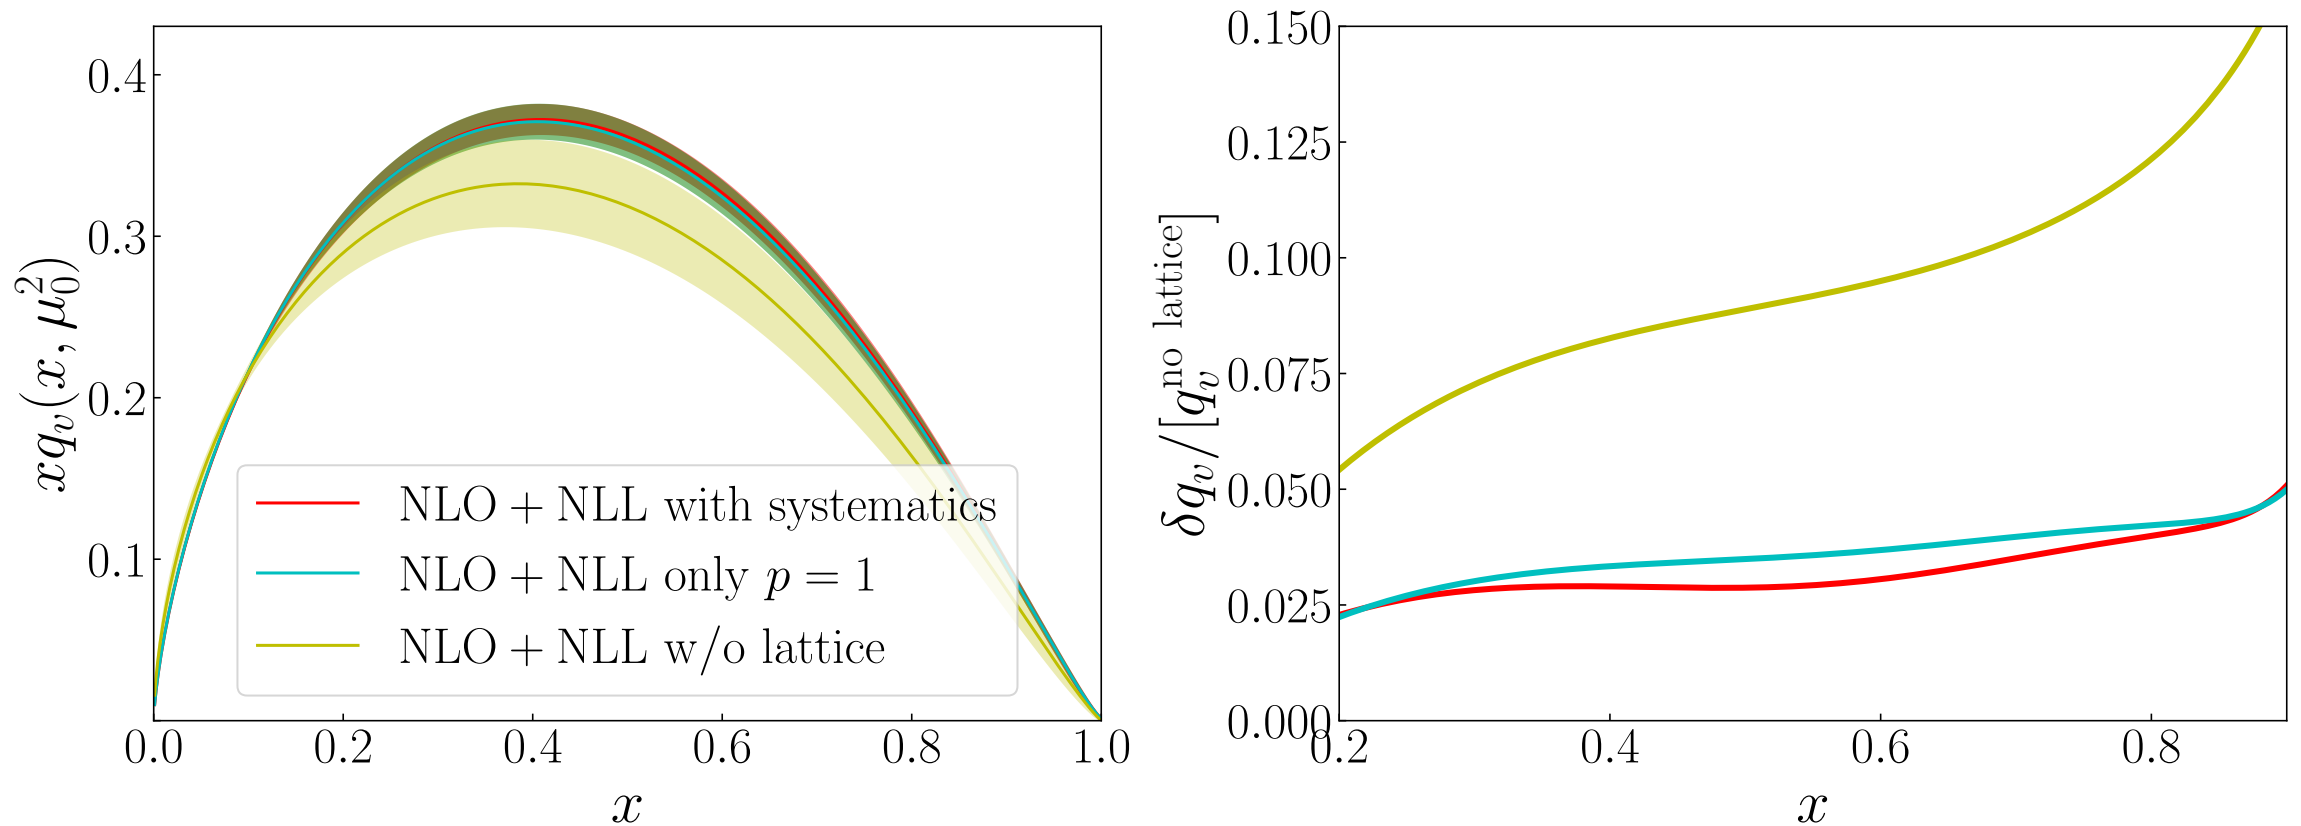 0.4
0.3
0.2
0.1
xq_v(x, μ_0^2)
NLO + NLL with systematics
NLO + NLL only p = 1
NLO + NLL w/o lattice
0.0 0.2 0.4 0.6 0.8 1.0
x
0.150
0.125
0.100
0.075
0.050
0.025
0.000
δq_v/[q_v^{no lattice}]
0.2 0.4 0.6 0.8
x